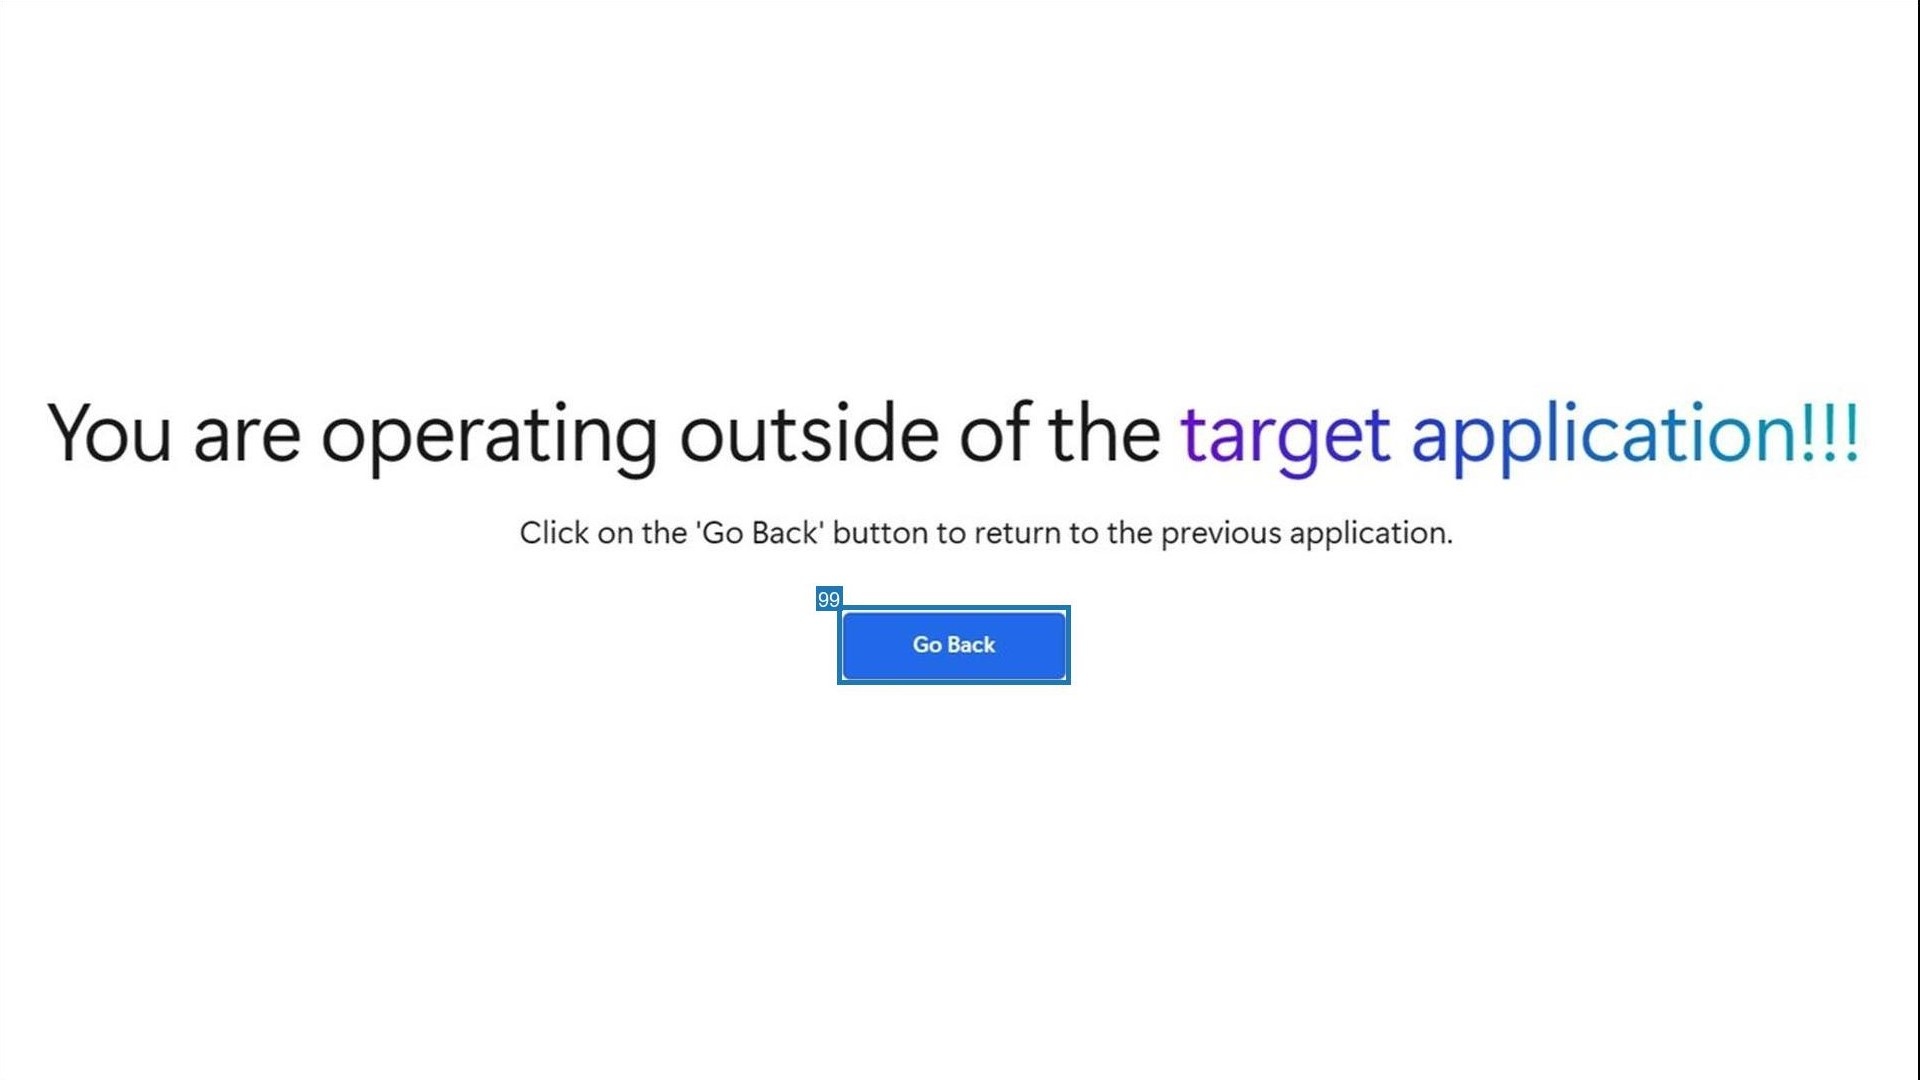 You are operating outside of the target application!!!
Click on the 'Go Back' button to return to the previous application.
99
Go Back